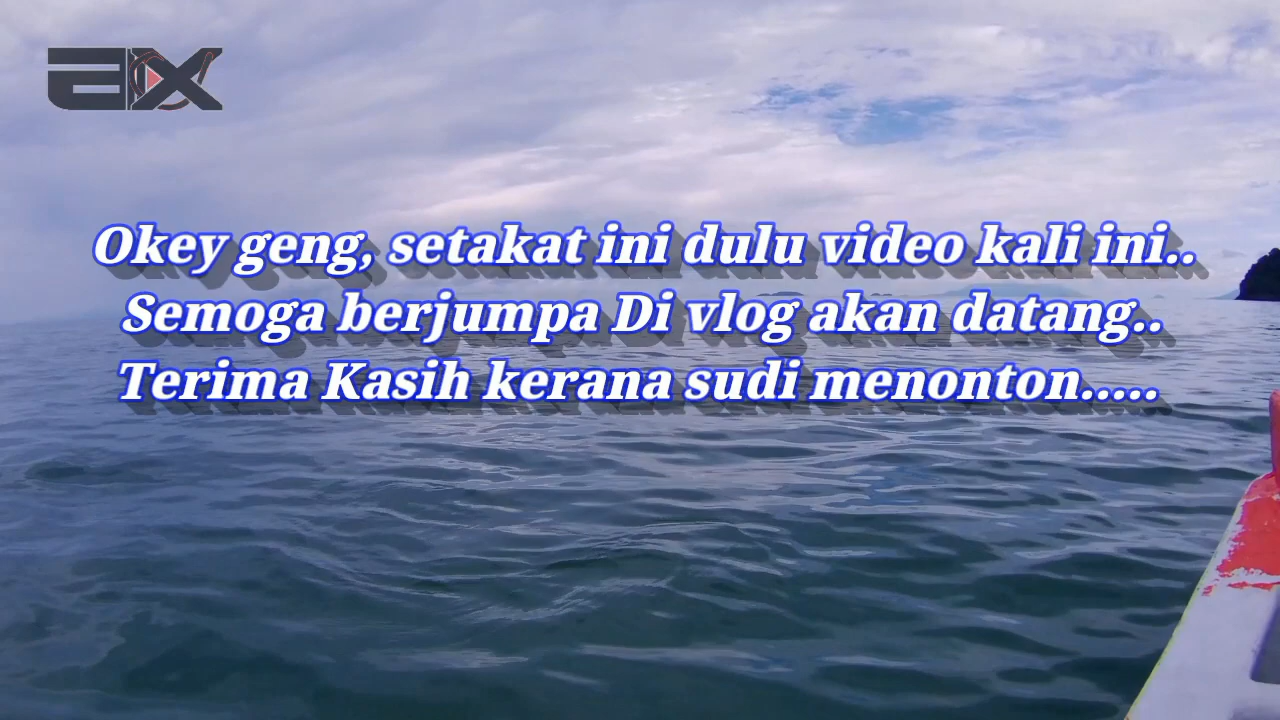 Okey geng, setakat ini dulu video kali ini..
Semoga berjumpa Di vlog akan datang..
Terima Kasih kerana sudi menonton.....